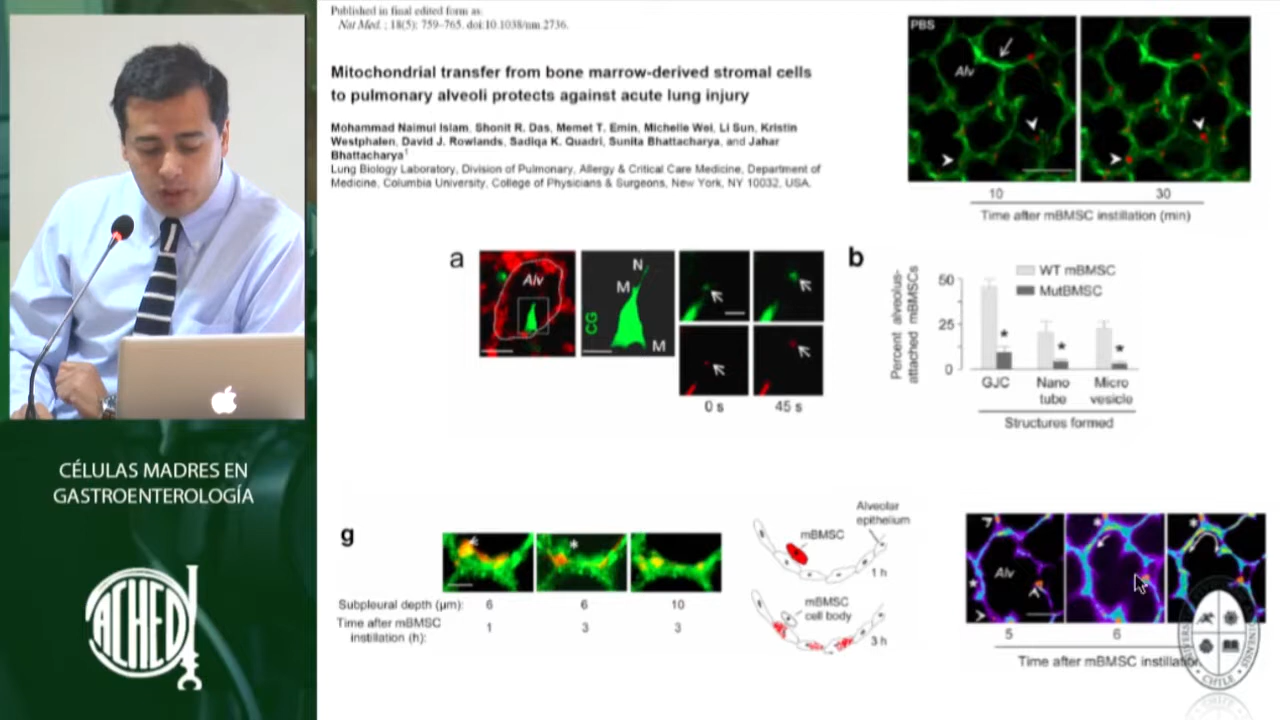 CÉLULAS MADRES EN
GASTROENTEROLOGÍA
ACHED
Published in final edited form as:
Nat Med. ; 18(5): 759–765. doi:10.1038/nm.2736.
Mitochondrial transfer from bone marrow-derived stromal cells
to pulmonary alveoli protects against acute lung injury
Mohammad Naimul Islam, Shonit R. Das, Memet T. Emin, Michelle Wei, Li Sun, Kristin
Westphalen, David J. Rowlands, Sadiqa K. Quadri, Sunita Bhattacharya, and Jahar
Bhattacharya1
Lung Biology Laboratory, Division of Pulmonary, Allergy & Critical Care Medicine, Department of
Medicine, Columbia University, College of Physicians & Surgeons, New York, NY 10032, USA.
PBS
Alv
10 30
Time after mBMSC instillation (min)
a
Alv
CG
N
M
M
0 s 45 s
b
Percent alveolus-
attached mBMSCs
50
25
0
WT mBMSC
MutBMSC
* * *
GJC Nano tube Micro vesicle
Structures formed
g
*
Subpleural depth (µm): 6 6 10
Time after mBMSC
instillation (h): 1 3 3
Alveolar
epithelium
mBMSC
1 h
mBMSC
cell body
3 h
Alv
* * *
5 6
Time after mBMSC instillation
CHILE